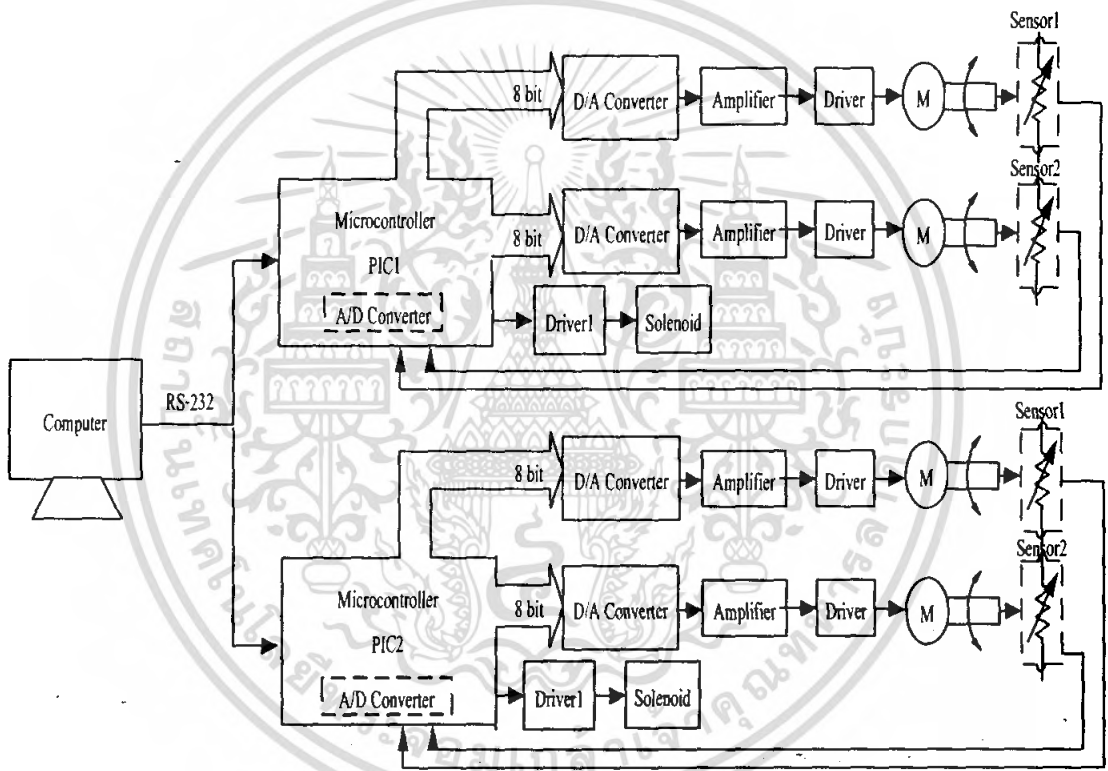 Sensor1
8 bit
D/A Converter
Amplifier
Driver
M
Sensor2
Microcontroller
PIC1
A/D Converter
8 bit
D/A Converter
Amplifier
Driver
M
Driver1
Solenoid
Computer
RS-232
Sensor1
8 bit
D/A Converter
Amplifier
Driver
M
Sensor2
Microcontroller
PIC2
A/D Converter
8 bit
D/A Converter
Amplifier
Driver
M
Driver1
Solenoid